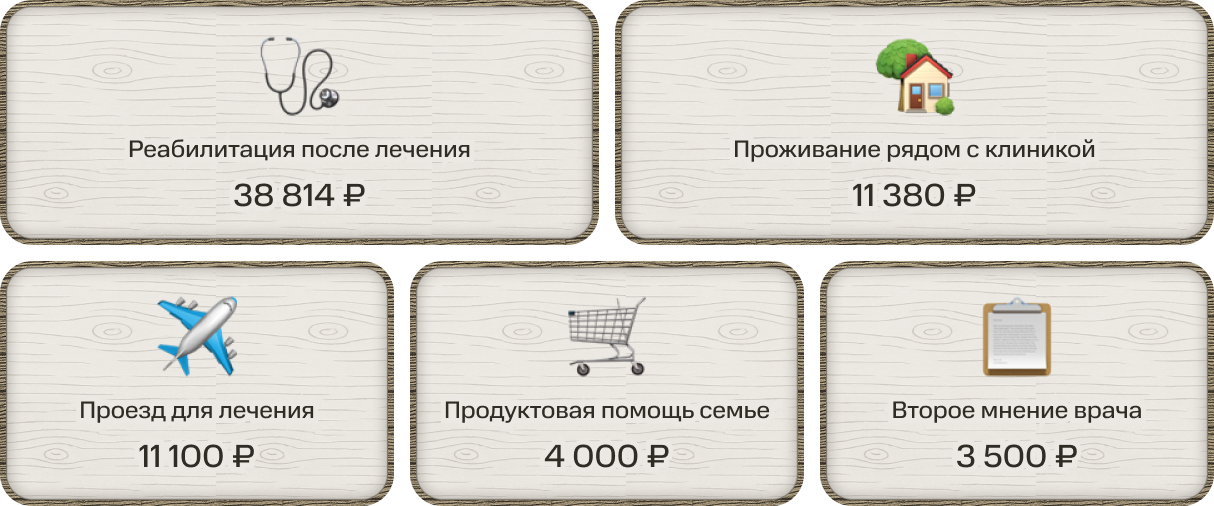 Реабилитация после лечения
38 814 ₽
Проживание рядом с клиникой
11 380 ₽
Проезд для лечения
11 100 ₽
Продуктовая помощь семье
4 000 ₽
Второе мнение врача
3 500 ₽